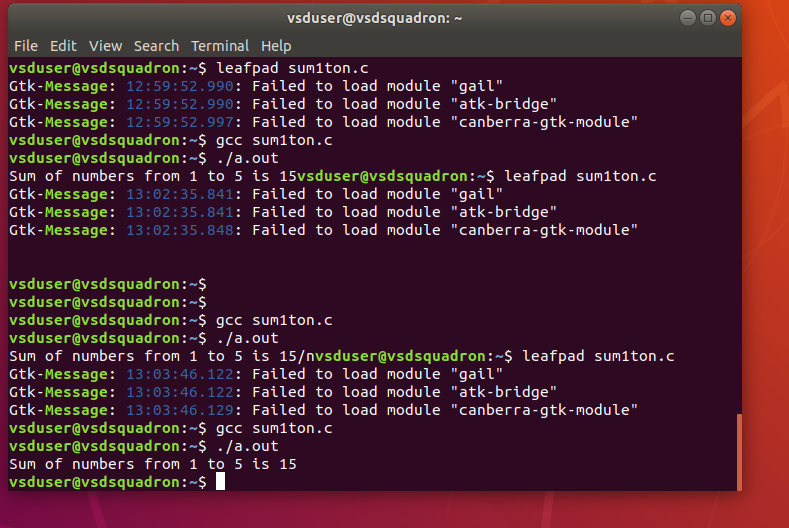 vsduser@vsdsquadron: ~
File Edit View Search Terminal Help
vsduser@vsdsquadron:~$ leafpad sum1ton.c
Gtk-Message: 12:59:52.990: Failed to load module "gail"
Gtk-Message: 12:59:52.990: Failed to load module "atk-bridge"
Gtk-Message: 12:59:52.997: Failed to load module "canberra-gtk-module"
vsduser@vsdsquadron:~$ gcc sum1ton.c
vsduser@vsdsquadron:~$ ./a.out
Sum of numbers from 1 to 5 is 15vsduser@vsdsquadron:~$ leafpad sum1ton.c
Gtk-Message: 13:02:35.841: Failed to load module "gail"
Gtk-Message: 13:02:35.841: Failed to load module "atk-bridge"
Gtk-Message: 13:02:35.848: Failed to load module "canberra-gtk-module"
vsduser@vsdsquadron:~$
vsduser@vsdsquadron:~$
vsduser@vsdsquadron:~$ gcc sum1ton.c
vsduser@vsdsquadron:~$ ./a.out
Sum of numbers from 1 to 5 is 15/nvsduser@vsdsquadron:~$ leafpad sum1ton.c
Gtk-Message: 13:03:46.122: Failed to load module "gail"
Gtk-Message: 13:03:46.122: Failed to load module "atk-bridge"
Gtk-Message: 13:03:46.129: Failed to load module "canberra-gtk-module"
vsduser@vsdsquadron:~$ gcc sum1ton.c
vsduser@vsdsquadron:~$ ./a.out
Sum of numbers from 1 to 5 is 15
vsduser@vsdsquadron:~$